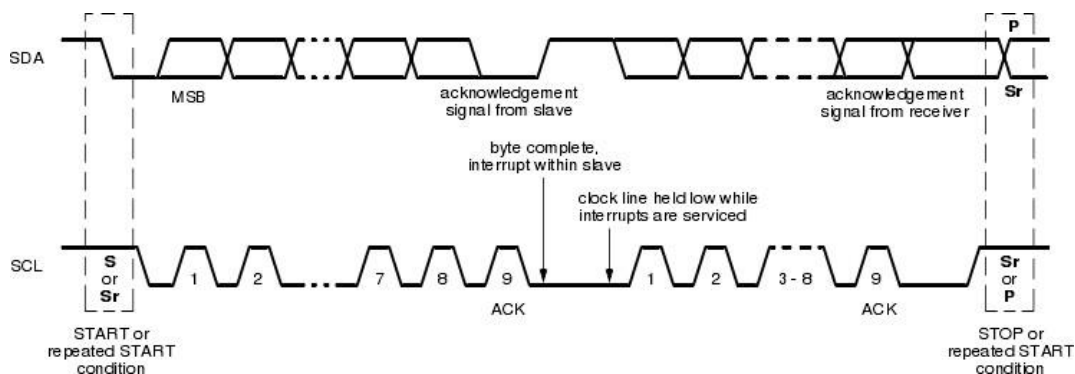 P
SDA
MSB
acknowledgement
signal from slave
acknowledgement
signal from receiver
Sr
byte complete,
interrupt within slave
clock line held low while
interrupts are serviced
SCL
S
or
Sr
1
2
7
8
9
1
2
3 - 8
9
Sr
or
P
ACK
ACK
START or
repeated START
condition
STOP or
repeated START
condition